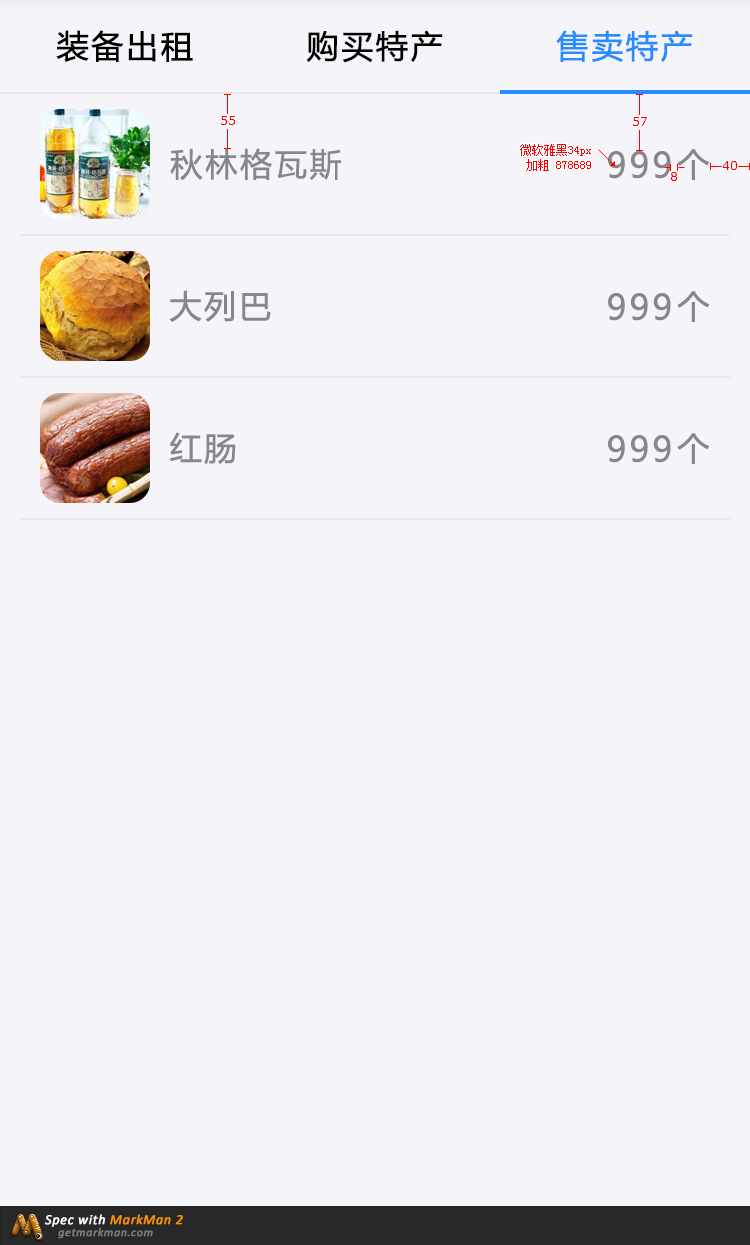 装备出租 购买特产 售卖特产
55
57
微软雅黑34px
加粗 878689
秋林格瓦斯 999个
8
40
大列巴 999个
红肠 999个
Spec with MarkMan 2
getmarkman.com